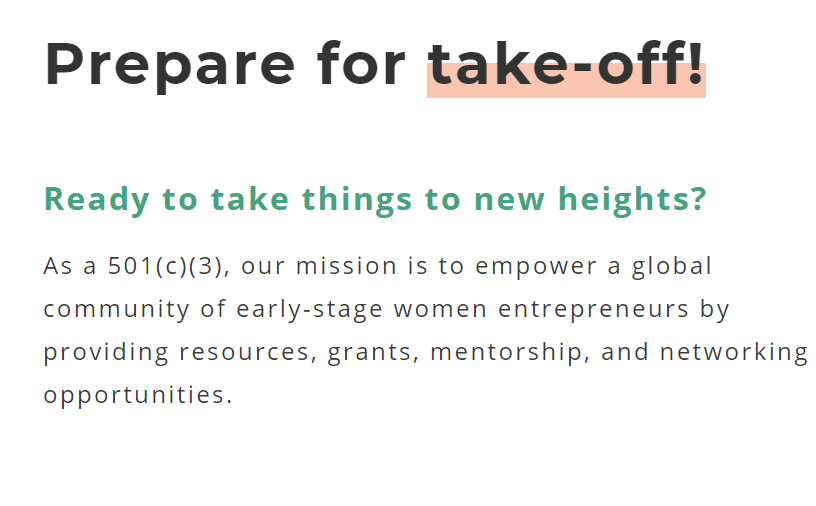 Prepare for take-off!
Ready to take things to new heights?
As a 501(c)(3), our mission is to empower a global
community of early-stage women entrepreneurs by
providing resources, grants, mentorship, and networking
opportunities.